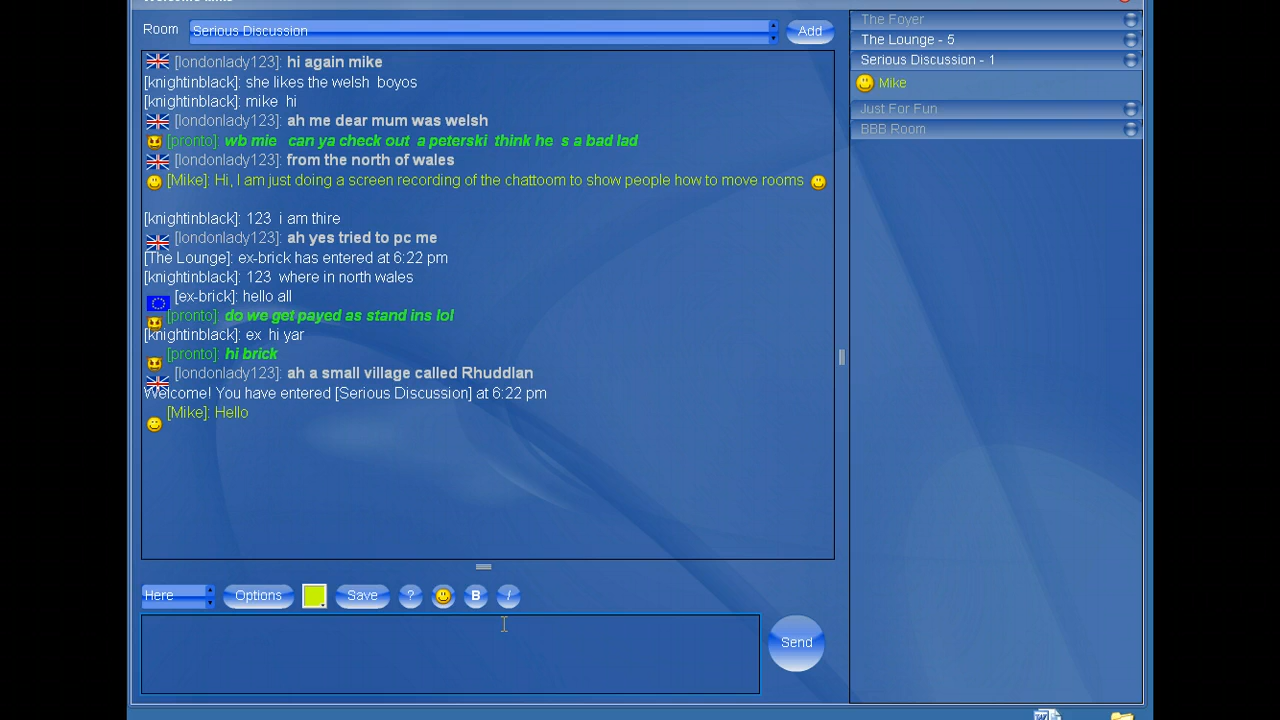 Room
Serious Discussion
Add
[londonlady123]: hi again mike
[knightinblack]: she likes the welsh boyos
[knightinblack]: mike hi
[londonlady123]: ah me dear mum was welsh
[pronto]: wb mie can ya check out a peterski think he s a bad lad
[londonlady123]: from the north of wales
[Mike]: Hi, I am just doing a screen recording of the chattoom to show people how to move rooms
[knightinblack]: 123 i am thire
[londonlady123]: ah yes tried to pc me
[The Lounge]: ex-brick has entered at 6:22 pm
[knightinblack]: 123 where in north wales
[ex-brick]: hello all
[pronto]: do we get payed as stand ins lol
[knightinblack]: ex hi yar
[pronto]: hi brick
[londonlady123]: ah a small village called Rhuddlan
Welcome! You have entered [Serious Discussion] at 6:22 pm
[Mike]: Hello
Here
Options
Save
?
B
I
Send
The Foyer
The Lounge - 5
Serious Discussion - 1
Mike
Just For Fun
BBB Room